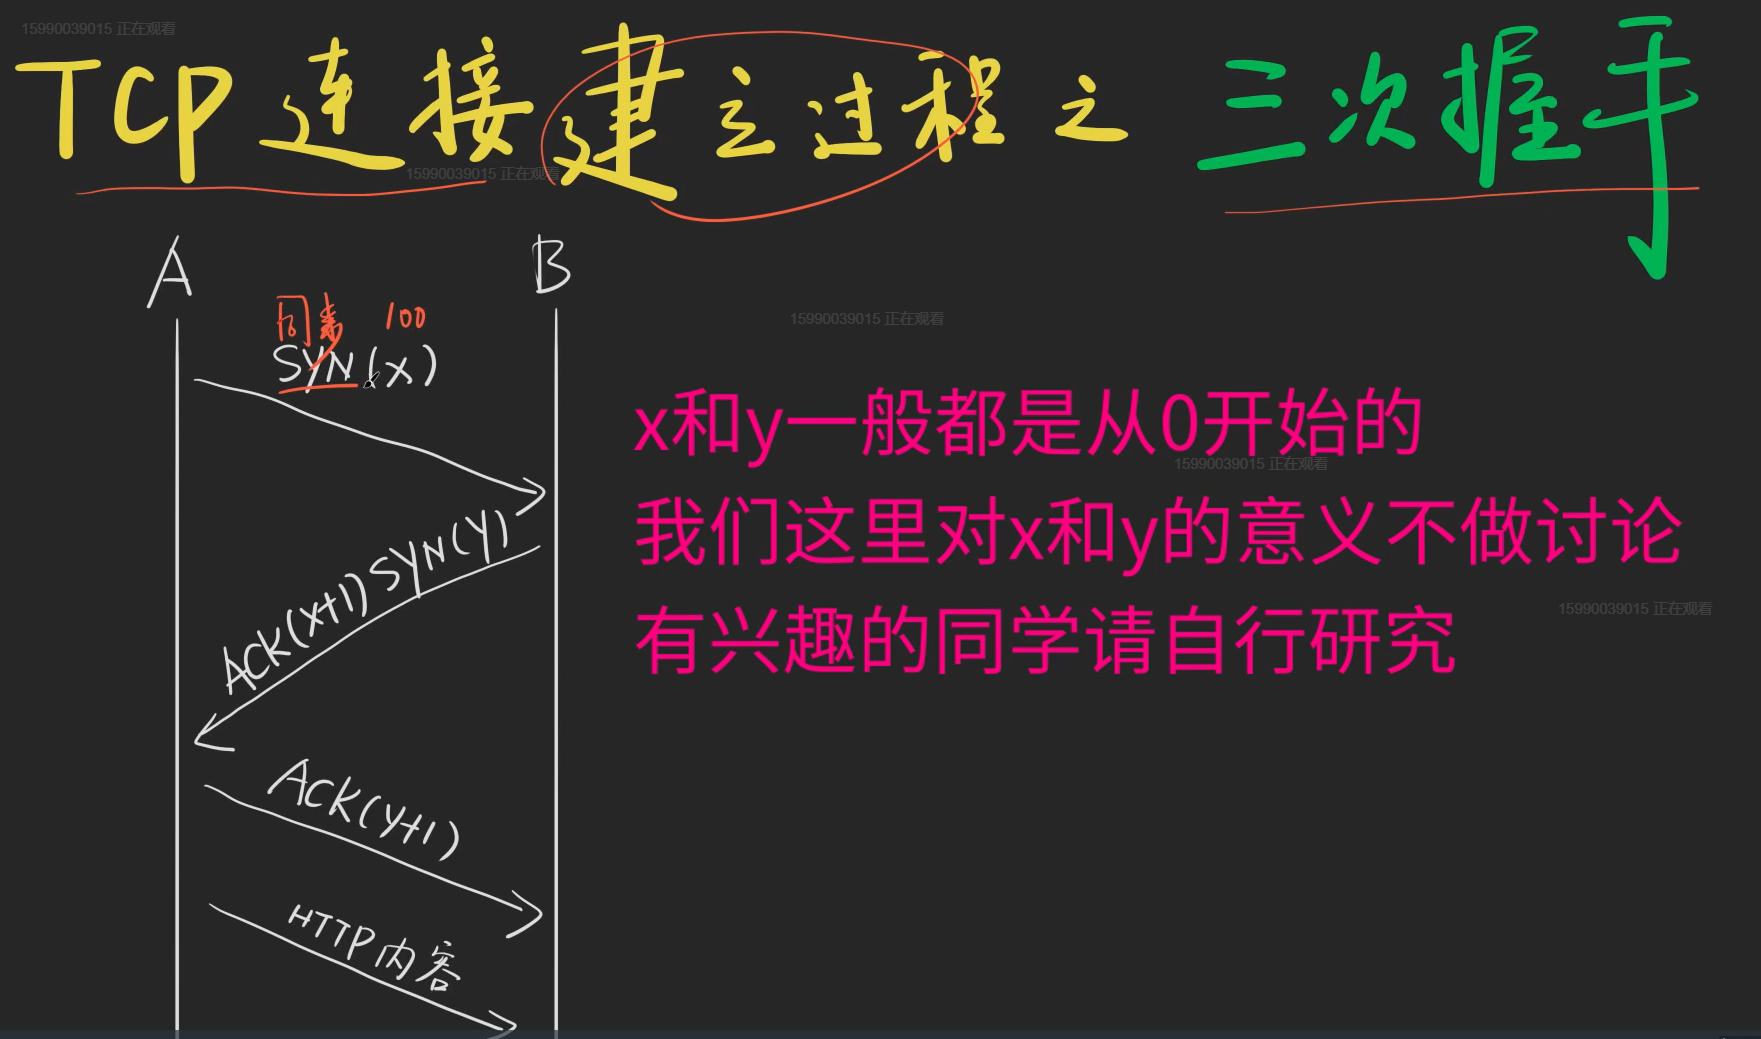 15990039015 正在观看
TCP连接建立过程之 三次握手
15990039015 正在观看
A
B
同步 100
SYN(x)
15990039015 正在观看
x和y一般都是从0开始的
15990039015 正在观看
ACK(x+1) SYN(Y)
我们这里对x和y的意义不做讨论
有兴趣的同学请自行研究
15990039015 正在观看
ACK(y+1)
HTTP内容